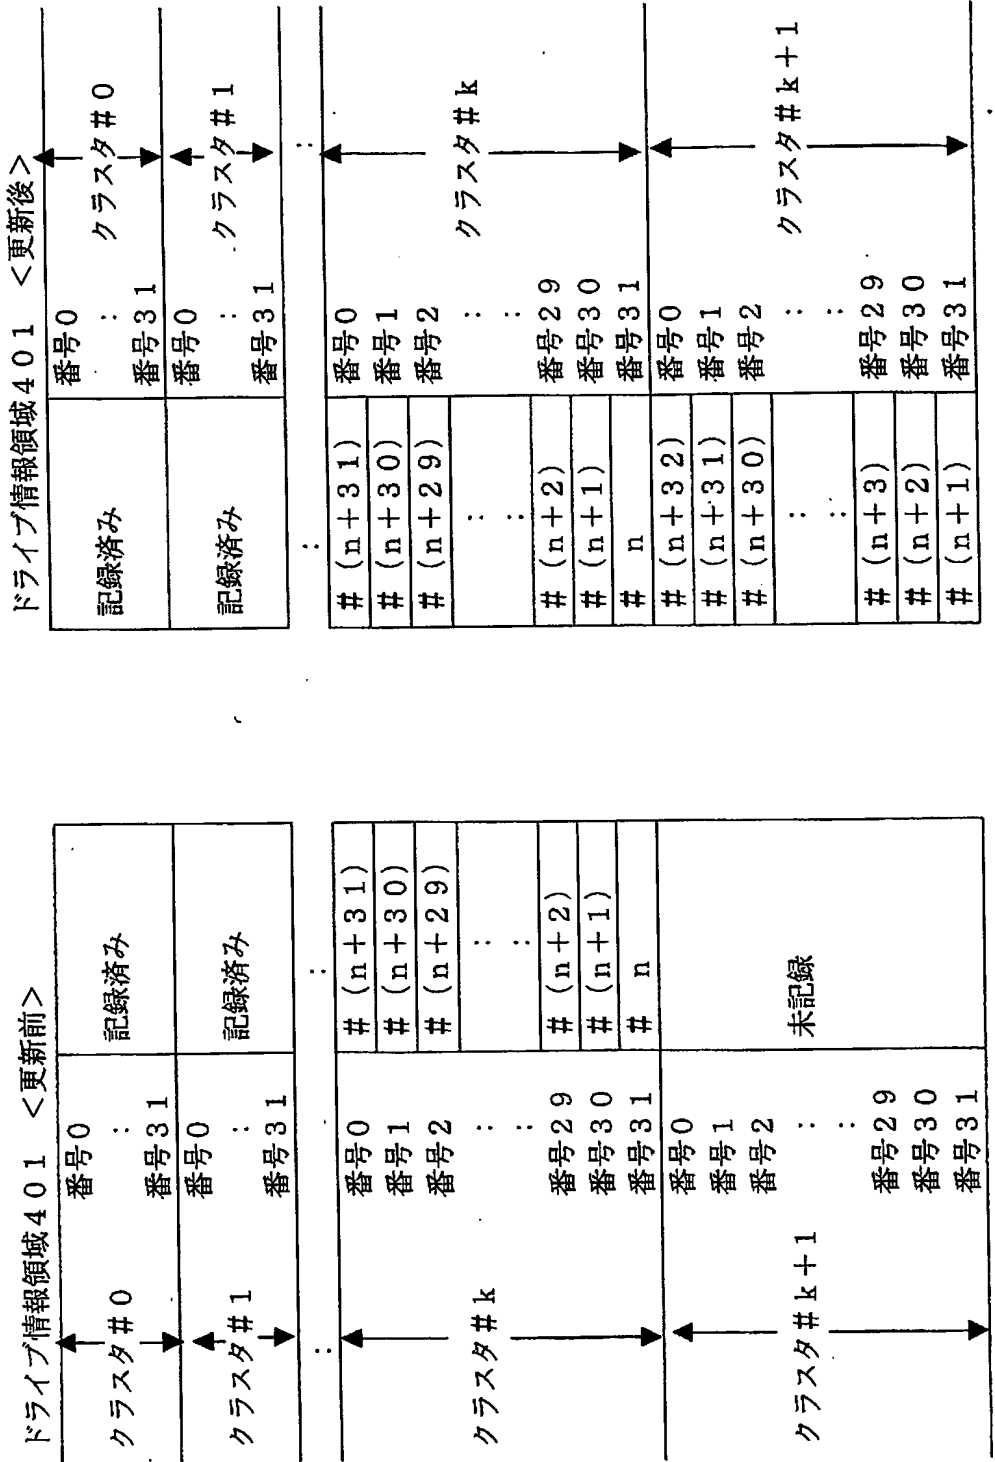 ドライブ情報領域401 <更新前>
クラスタ#0
番号0
:
番号31
記録済み
クラスタ#1
番号0
:
番号31
記録済み
:
:
クラスタ#k
番号0 #(n+31)
番号1 #(n+30)
番号2 #(n+29)
: :
: :
番号29 #(n+2)
番号30 #(n+1)
番号31 # n
クラスタ#k+1
番号0
番号1
番号2
:
:
番号29
番号30
番号31
未記録
ドライブ情報領域401 <更新後>
記録済み
番号0
:
番号31
クラスタ#0
記録済み
番号0
:
番号31
クラスタ#1
:
:
#(n+31) 番号0
#(n+30) 番号1
#(n+29) 番号2
: :
: :
#(n+2) 番号29
#(n+1) 番号30
# n 番号31
クラスタ#k
#(n+32) 番号0
#(n+31) 番号1
#(n+30) 番号2
: :
: :
#(n+3) 番号29
#(n+2) 番号30
#(n+1) 番号31
クラスタ#k+1